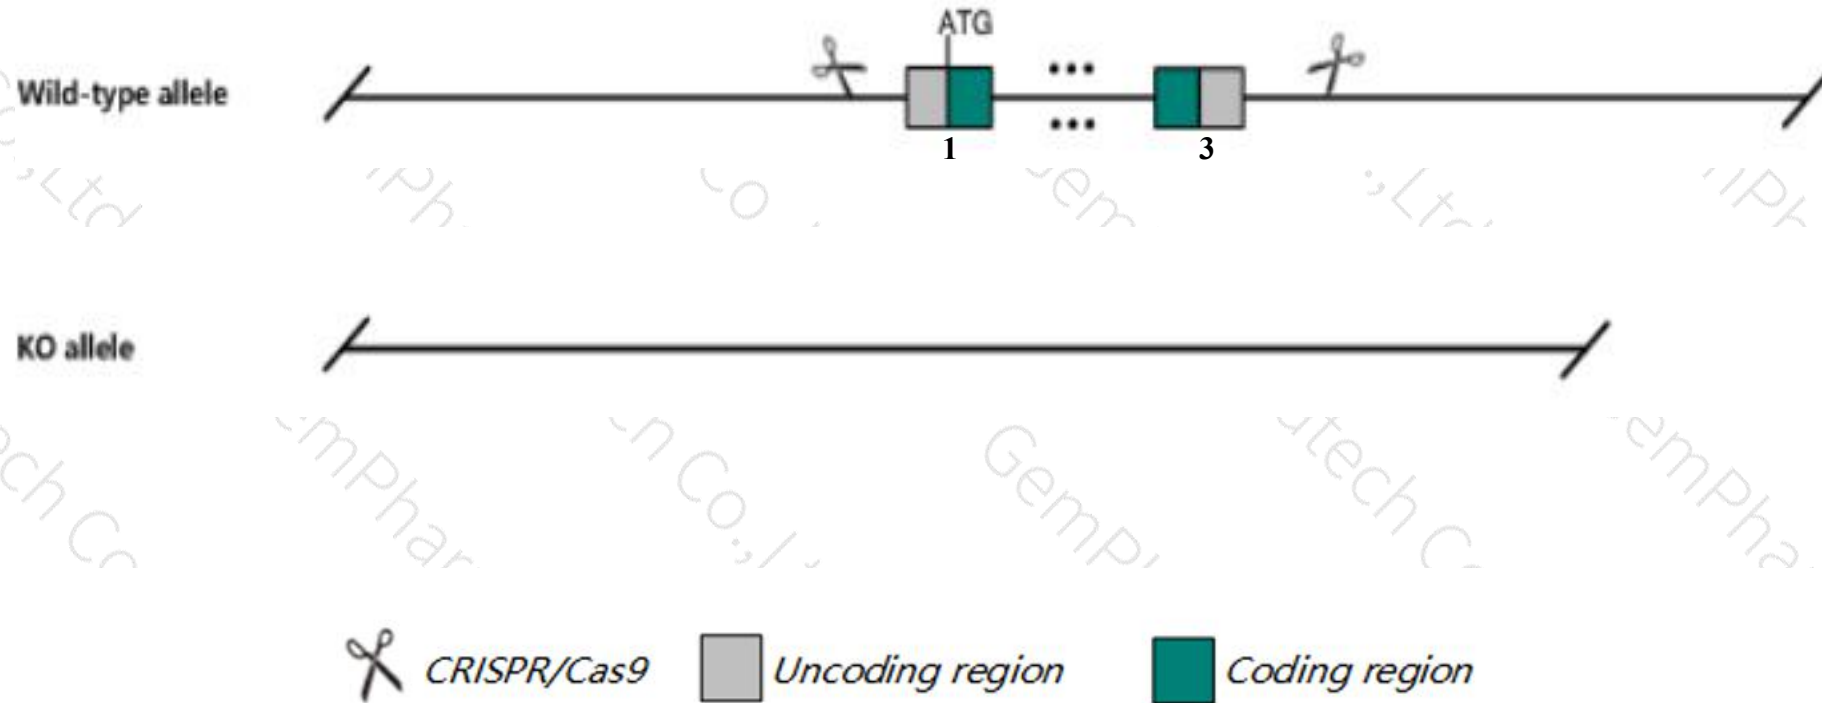 ATG
Wild-type allele
... 
...
1 3
KO allele
CRISPR/Cas9 Uncoding region Coding region